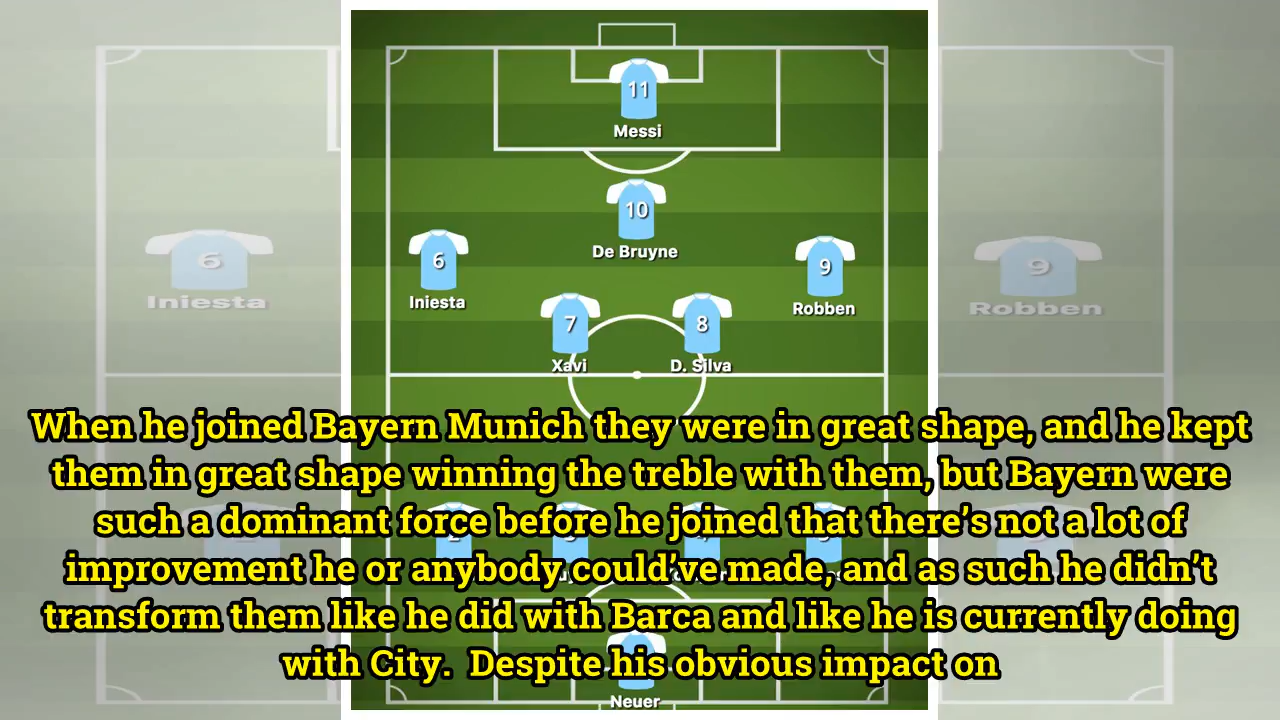 11
Messi
10
De Bruyne
6
Iniesta
9
Robben
6
Iniesta
9
Robben
7
Xavi
8
D. Silva
When he joined Bayern Munich they were in great shape, and he kept
them in great shape winning the treble with them, but Bayern were
such a dominant force before he joined that there’s not a lot of
improvement he or anybody could’ve made, and as such he didn’t
transform them like he did with Barca and like he is currently doing
with City.  Despite his obvious impact on
Neuer